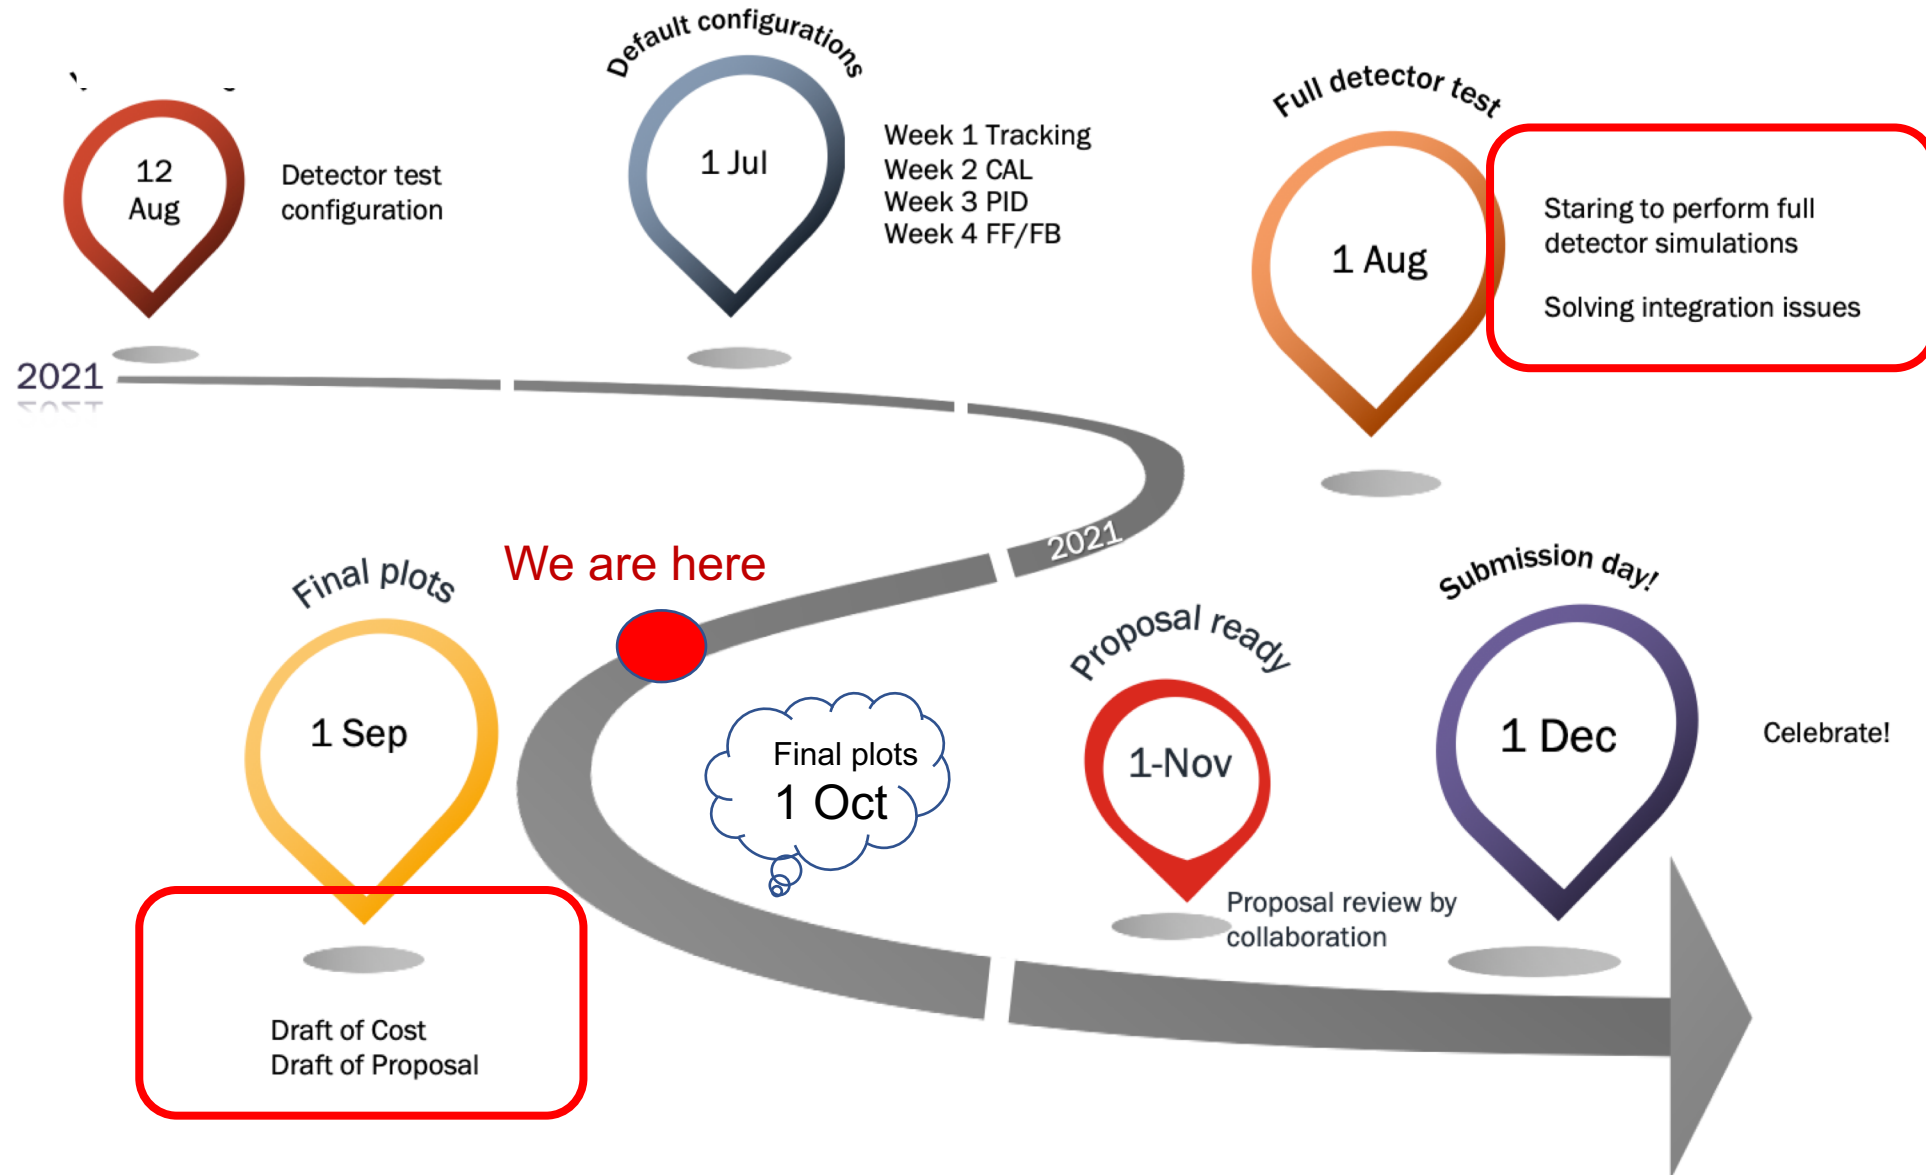 12
Aug
Detector test
configuration
Default configurations
1 Jul
Week 1 Tracking
Week 2 CAL
Week 3 PID
Week 4 FF/FB
Full detector test
1 Aug
Staring to perform full
detector simulations
Solving integration issues
2021
2021
We are here
Final plots
1 Sep
Draft of Cost
Draft of Proposal
Final plots
1 Oct
Proposal ready
1-Nov
Proposal review by
collaboration
Submission day!
1 Dec
Celebrate!